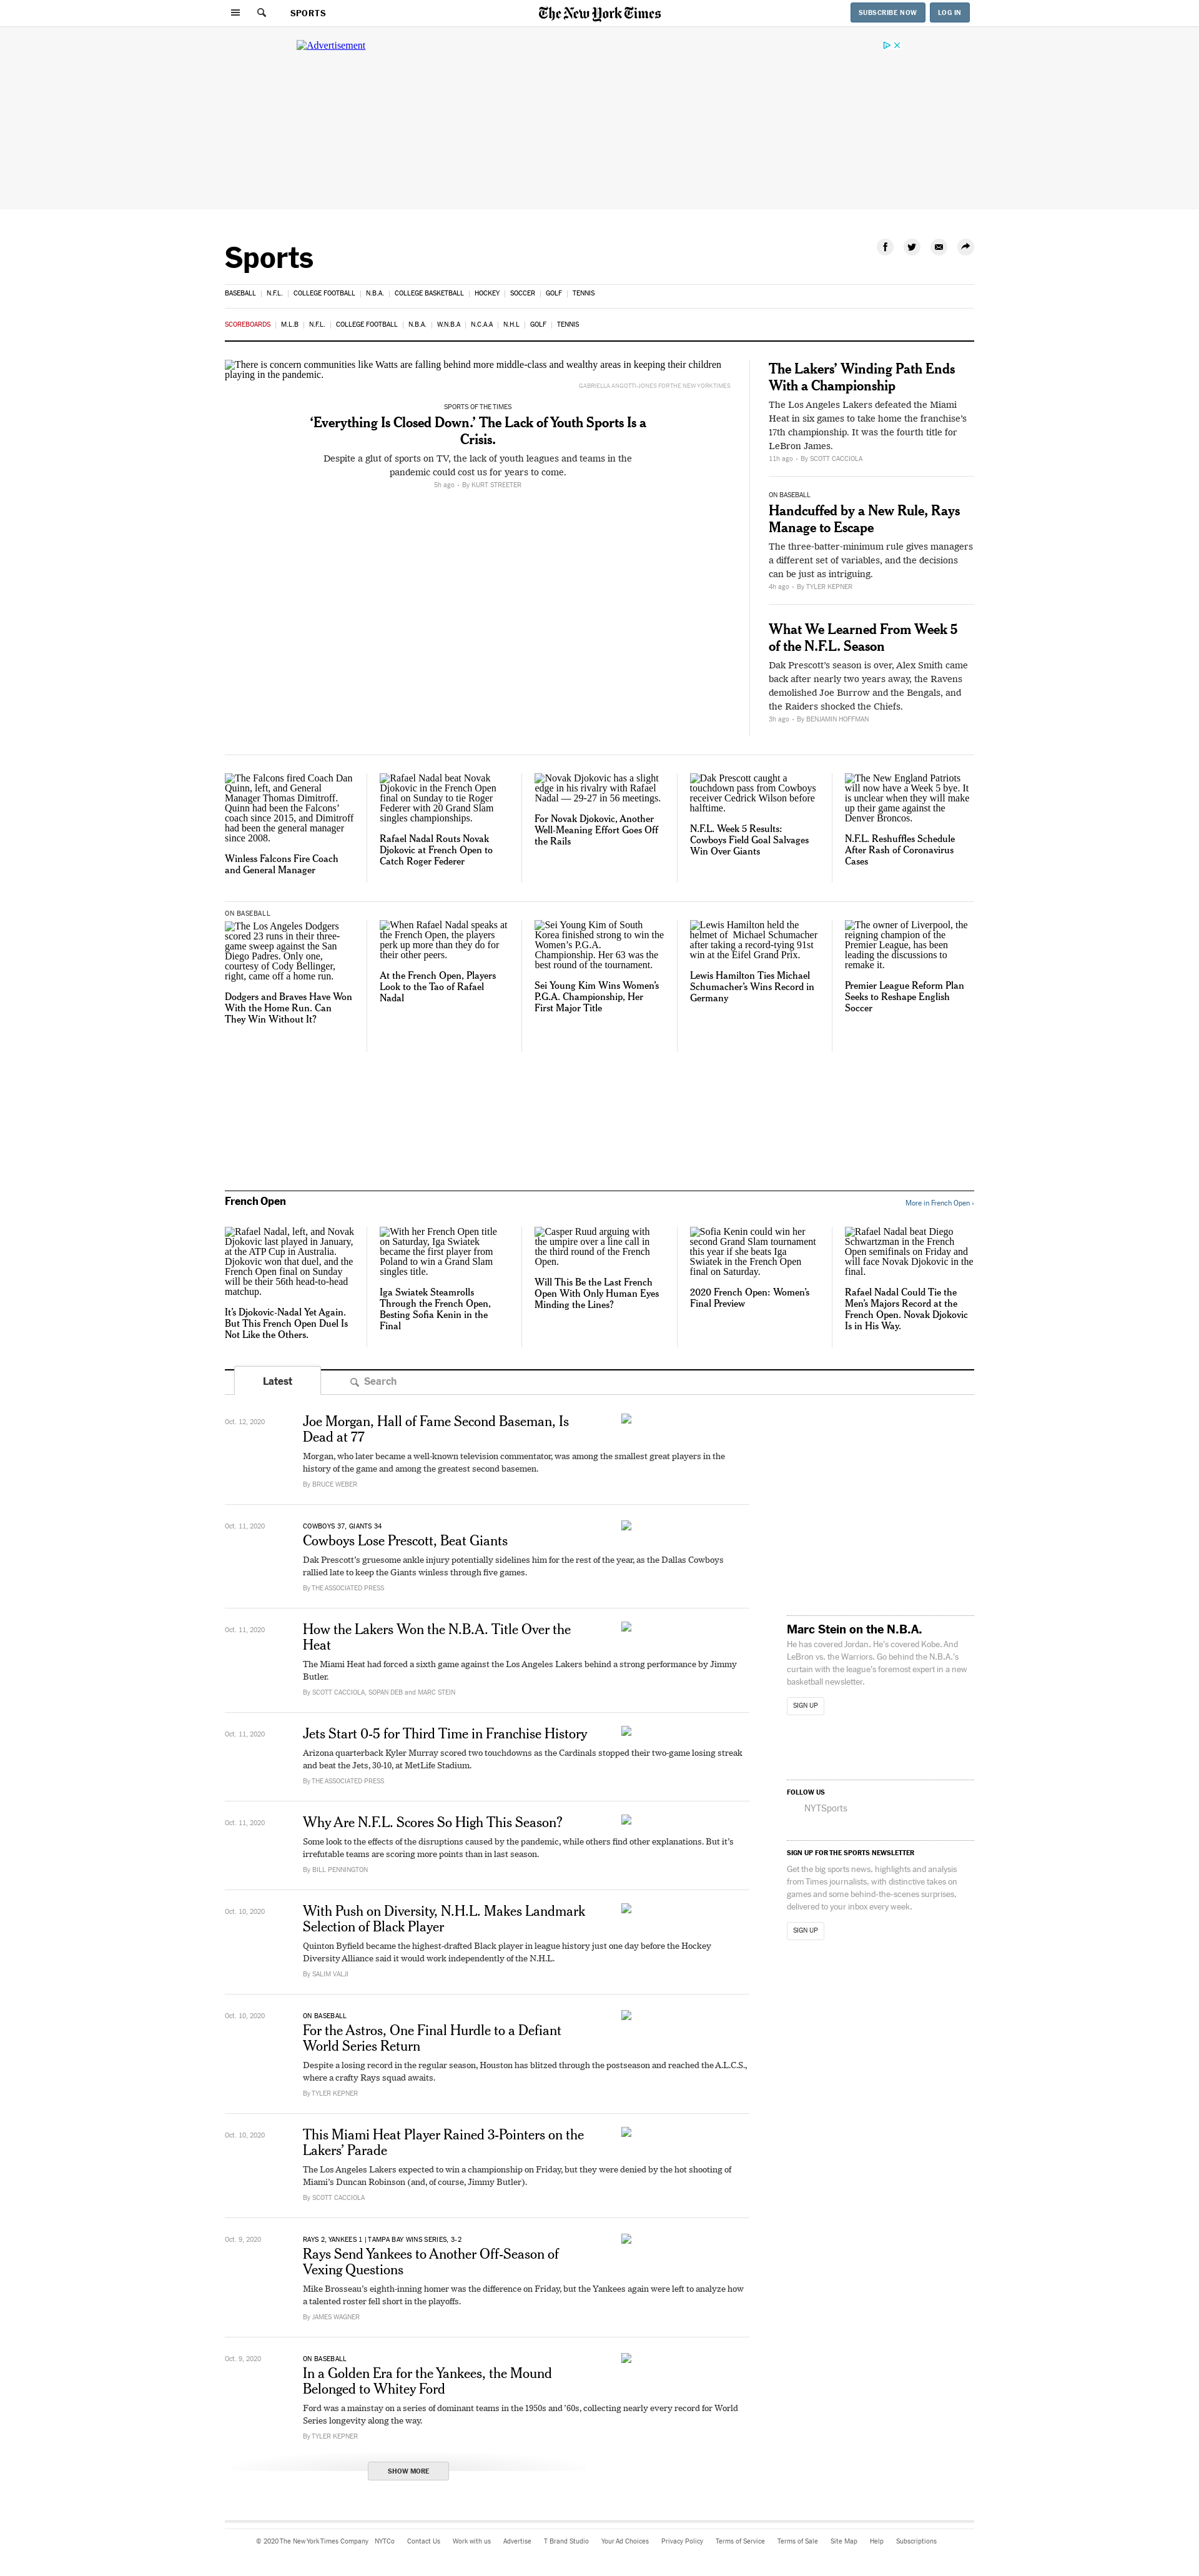 SPORTS
The New York Times
SUBSCRIBE NOW
LOG IN
Advertisement
Sports
BASEBALL | N.F.L. | COLLEGE FOOTBALL | N.B.A. | COLLEGE BASKETBALL | HOCKEY | SOCCER | GOLF | TENNIS
SCOREBOARDS | M.L.B | N.F.L. | COLLEGE FOOTBALL | N.B.A. | W.N.B.A | N.C.A.A | N.H.L | GOLF | TENNIS
There is concern communities like Watts are falling behind more middle-class and wealthy areas in keeping their children
playing in the pandemic.
GABRIELLA ANGOTTI-JONES FOR THE NEW YORK TIMES
SPORTS OF THE TIMES
‘Everything Is Closed Down.’ The Lack of Youth Sports Is a
Crisis.
Despite a glut of sports on TV, the lack of youth leagues and teams in the
pandemic could cost us for years to come.
5h ago - By KURT STREETER
The Lakers’ Winding Path Ends
With a Championship
The Los Angeles Lakers defeated the Miami
Heat in six games to take home the franchise’s
17th championship. It was the fourth title for
LeBron James.
11h ago - By SCOTT CACCIOLA
ON BASEBALL
Handcuffed by a New Rule, Rays
Manage to Escape
The three-batter-minimum rule gives managers
a different set of variables, and the decisions
can be just as intriguing.
4h ago - By TYLER KEPNER
What We Learned From Week 5
of the N.F.L. Season
Dak Prescott’s season is over, Alex Smith came
back after nearly two years away, the Ravens
demolished Joe Burrow and the Bengals, and
the Raiders shocked the Chiefs.
3h ago - By BENJAMIN HOFFMAN
The Falcons fired Coach Dan
Quinn, left, and General
Manager Thomas Dimitroff.
Quinn had been the Falcons’
coach since 2015, and Dimitroff
had been the general manager
since 2008.
Winless Falcons Fire Coach
and General Manager
Rafael Nadal beat Novak
Djokovic in the French Open
final on Sunday to tie Roger
Federer with 20 Grand Slam
singles championships.
Rafael Nadal Routs Novak
Djokovic at French Open to
Catch Roger Federer
Novak Djokovic has a slight
edge in his rivalry with Rafael
Nadal — 29-27 in 56 meetings.
For Novak Djokovic, Another
Well-Meaning Effort Goes Off
the Rails
Dak Prescott caught a
touchdown pass from Cowboys
receiver Cedrick Wilson before
halftime.
N.F.L. Week 5 Results:
Cowboys Field Goal Salvages
Win Over Giants
The New England Patriots
will now have a Week 5 bye. It
is unclear when they will make
up their game against the
Denver Broncos.
N.F.L. Reshuffles Schedule
After Rash of Coronavirus
Cases
ON BASEBALL
The Los Angeles Dodgers
scored 23 runs in their three-
game sweep against the San
Diego Padres. Only one,
courtesy of Cody Bellinger,
right, came off a home run.
Dodgers and Braves Have Won
With the Home Run. Can
They Win Without It?
When Rafael Nadal speaks at
the French Open, the players
perk up more than they do for
their other peers.
At the French Open, Players
Look to the Tao of Rafael
Nadal
Sei Young Kim of South
Korea finished strong to win the
Women’s P.G.A.
Championship. Her 63 was the
best round of the tournament.
Sei Young Kim Wins Women’s
P.G.A. Championship, Her
First Major Title
Lewis Hamilton held the
helmet of Michael Schumacher
after taking a record-tying 91st
win at the Eifel Grand Prix.
Lewis Hamilton Ties Michael
Schumacher’s Wins Record in
Germany
The owner of Liverpool, the
reigning champion of the
Premier League, has been
leading the discussions to
remake it.
Premier League Reform Plan
Seeks to Reshape English
Soccer
French Open
More in French Open ›
Rafael Nadal, left, and Novak
Djokovic last played in January,
at the ATP Cup in Australia.
Djokovic won that duel, and the
French Open final on Sunday
will be their 56th head-to-head
matchup.
It’s Djokovic-Nadal Yet Again.
But This French Open Duel Is
Not Like the Others.
With her French Open title
on Saturday, Iga Swiatek
became the first player from
Poland to win a Grand Slam
singles title.
Iga Swiatek Steamrolls
Through the French Open,
Besting Sofia Kenin in the
Final
Casper Ruud arguing with
the umpire over a line call in
the third round of the French
Open.
Will This Be the Last French
Open With Only Human Eyes
Minding the Lines?
Sofia Kenin could win her
second Grand Slam tournament
this year if she beats Iga
Swiatek in the French Open
final on Saturday.
2020 French Open: Women’s
Final Preview
Rafael Nadal beat Diego
Schwartzman in the French
Open semifinals on Friday and
will face Novak Djokovic in the
final.
Rafael Nadal Could Tie the
Men’s Majors Record at the
French Open. Novak Djokovic
Is in His Way.
Latest
Search
Oct. 12, 2020
Joe Morgan, Hall of Fame Second Baseman, Is
Dead at 77
Morgan, who later became a well-known television commentator, was among the smallest great players in the
history of the game and among the greatest second basemen.
By BRUCE WEBER
Oct. 11, 2020
COWBOYS 37, GIANTS 34
Cowboys Lose Prescott, Beat Giants
Dak Prescott’s gruesome ankle injury potentially sidelines him for the rest of the year, as the Dallas Cowboys
rallied late to keep the Giants winless through five games.
By THE ASSOCIATED PRESS
Oct. 11, 2020
How the Lakers Won the N.B.A. Title Over the
Heat
The Miami Heat had forced a sixth game against the Los Angeles Lakers behind a strong performance by Jimmy
Butler.
By SCOTT CACCIOLA, SOPAN DEB and MARC STEIN
Oct. 11, 2020
Jets Start 0-5 for Third Time in Franchise History
Arizona quarterback Kyler Murray scored two touchdowns as the Cardinals stopped their two-game losing streak
and beat the Jets, 30-10, at MetLife Stadium.
By THE ASSOCIATED PRESS
Oct. 11, 2020
Why Are N.F.L. Scores So High This Season?
Some look to the effects of the disruptions caused by the pandemic, while others find other explanations. But it’s
irrefutable teams are scoring more points than in last season.
By BILL PENNINGTON
Oct. 10, 2020
With Push on Diversity, N.H.L. Makes Landmark
Selection of Black Player
Quinton Byfield became the highest-drafted Black player in league history just one day before the Hockey
Diversity Alliance said it would work independently of the N.H.L.
By SALIM VALJI
Oct. 10, 2020
ON BASEBALL
For the Astros, One Final Hurdle to a Defiant
World Series Return
Despite a losing record in the regular season, Houston has blitzed through the postseason and reached the A.L.C.S.,
where a crafty Rays squad awaits.
By TYLER KEPNER
Oct. 10, 2020
This Miami Heat Player Rained 3-Pointers on the
Lakers’ Parade
The Los Angeles Lakers expected to win a championship on Friday, but they were denied by the hot shooting of
Miami’s Duncan Robinson (and, of course, Jimmy Butler).
By SCOTT CACCIOLA
Oct. 9, 2020
RAYS 2, YANKEES 1 | TAMPA BAY WINS SERIES, 3-2
Rays Send Yankees to Another Off-Season of
Vexing Questions
Mike Brosseau’s eighth-inning homer was the difference on Friday, but the Yankees again were left to analyze how
a talented roster fell short in the playoffs.
By JAMES WAGNER
Oct. 9, 2020
ON BASEBALL
In a Golden Era for the Yankees, the Mound
Belonged to Whitey Ford
Ford was a mainstay on a series of dominant teams in the 1950s and ’60s, collecting nearly every record for World
Series longevity along the way.
By TYLER KEPNER
SHOW MORE
Marc Stein on the N.B.A.
He has covered Jordan. He’s covered Kobe. And
LeBron vs. the Warriors. Go behind the N.B.A.’s
curtain with the league’s foremost expert in a new
basketball newsletter.
SIGN UP
FOLLOW US
NYTSports
SIGN UP FOR THE SPORTS NEWSLETTER
Get the big sports news, highlights and analysis
from Times journalists, with distinctive takes on
games and some behind-the-scenes surprises,
delivered to your inbox every week.
SIGN UP
© 2020 The New York Times Company NYTCo Contact Us Work with us Advertise T Brand Studio Your Ad Choices Privacy Policy Terms of Service Terms of Sale Site Map Help Subscriptions